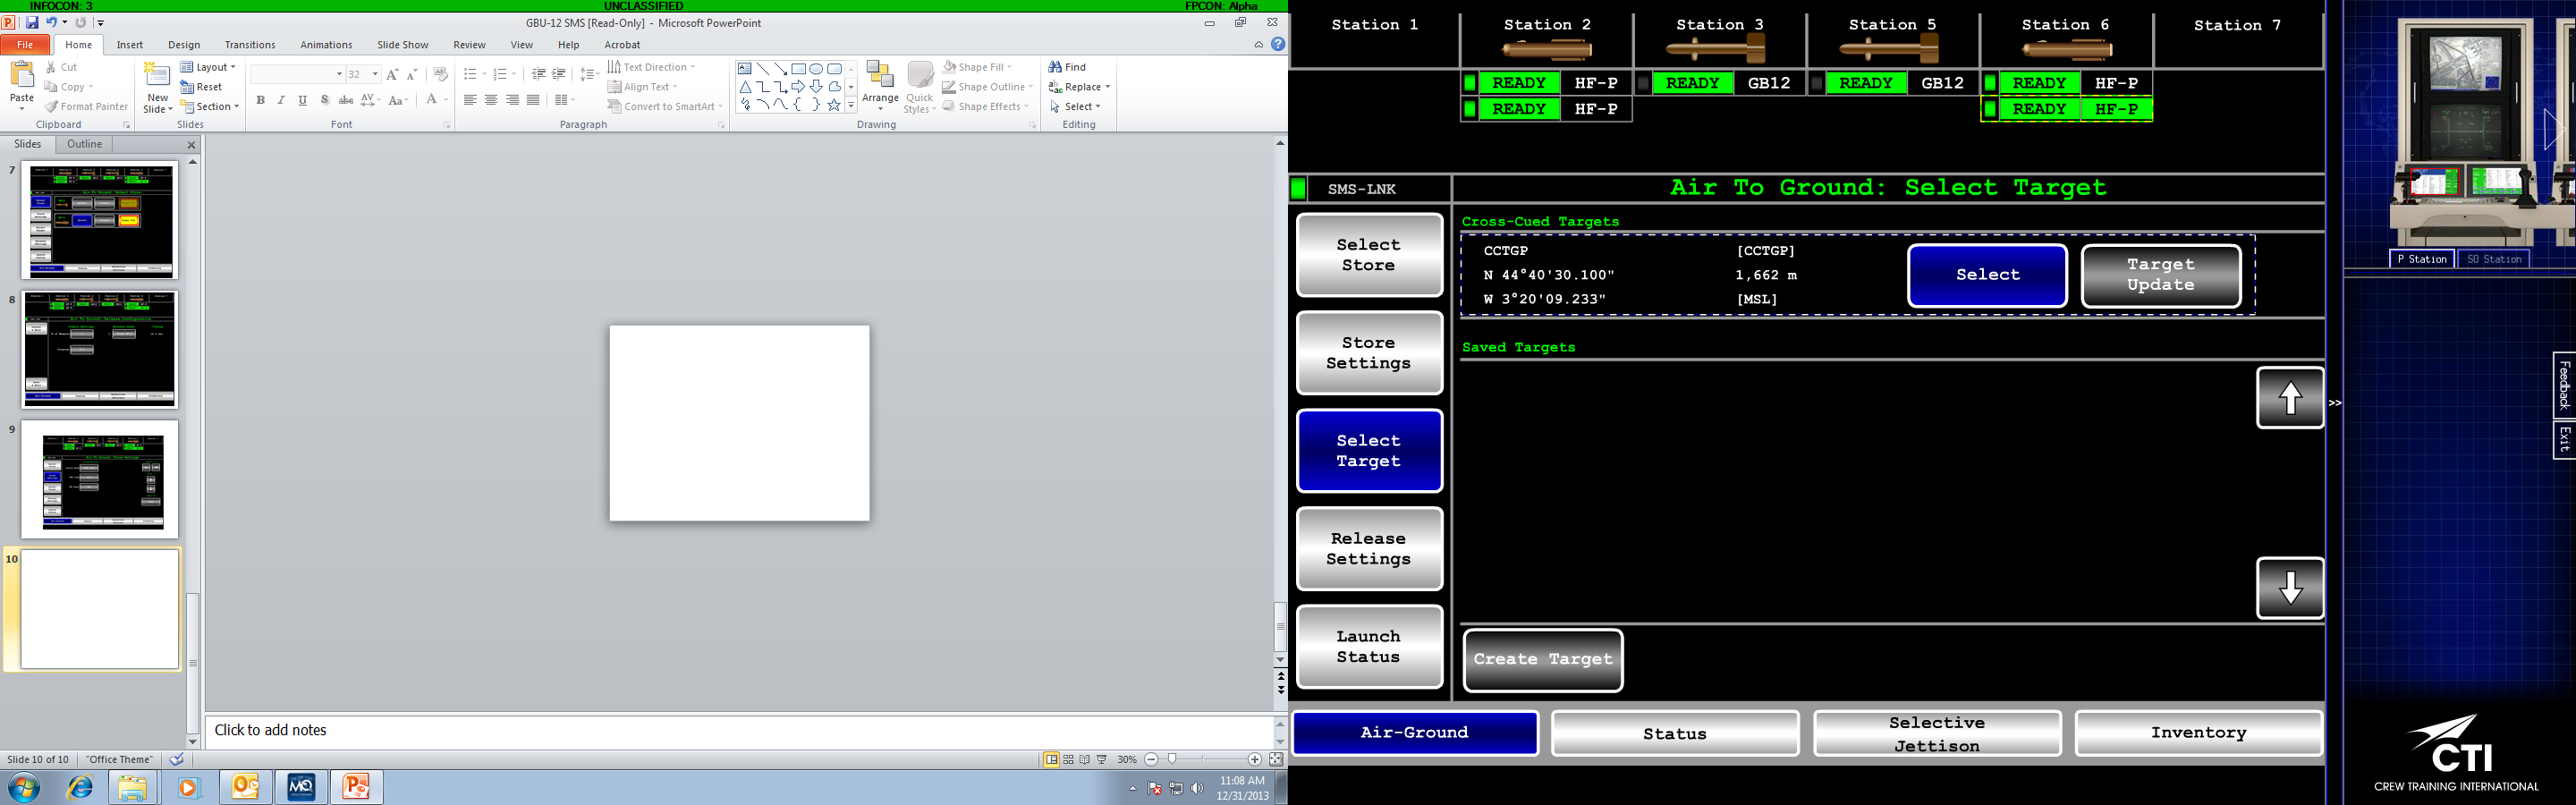 INFOCON: 3
UNCLASSIFIED
FPCON: Alpha
GBU-12 SMS [Read-Only] - Microsoft PowerPoint
File Home Insert Design Transitions Animations Slide Show Review View Help Acrobat
Paste
Cut
Copy
Format Painter
Clipboard
New Slide
Layout
Reset
Section
Slides
32
B I U S abc AV Aa A
Font
Text Direction
Align Text
Convert to SmartArt
Paragraph
Arrange
Quick Styles
Shape Fill
Shape Outline
Shape Effects
Drawing
Find
Replace
Select
Editing
Slides Outline
7
8
9
10
Click to add notes
Slide 10 of 10
"Office Theme"
30%
11:08 AM
12/31/2013
Station 1 Station 2 Station 3 Station 5 Station 6 Station 7
READY HF-P READY GB12 READY GB12 READY HF-P
READY HF-P READY HF-P
SMS-LNK
Air To Ground: Select Target
Select Store
Store Settings
Select Target
Release Settings
Launch Status
Cross-Cued Targets
CCTGP [CCTGP]
N 44°40'30.100" 1,662 m
W 3°20'09.233" [MSL]
Select
Target Update
Saved Targets
Create Target
Air-Ground
Status
Selective Jettison
Inventory
>>
P Station
SO Station
Feedback
Exit
CTI
CREW TRAINING INTERNATIONAL